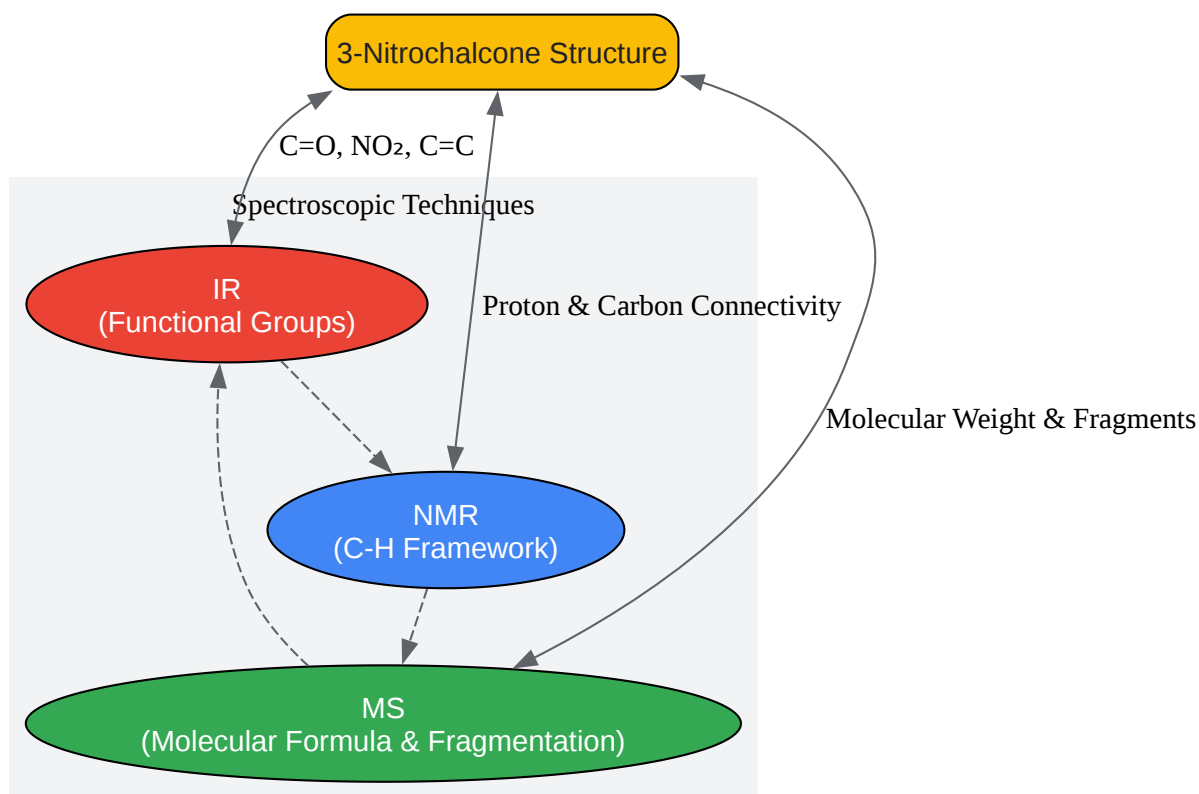 3-Nitrochalcone Structure
C=O, NO₂, C=C
Spectroscopic Techniques
IR
(Functional Groups)
Proton & Carbon Connectivity
Molecular Weight & Fragments
NMR
(C-H Framework)
MS
(Molecular Formula & Fragmentation)